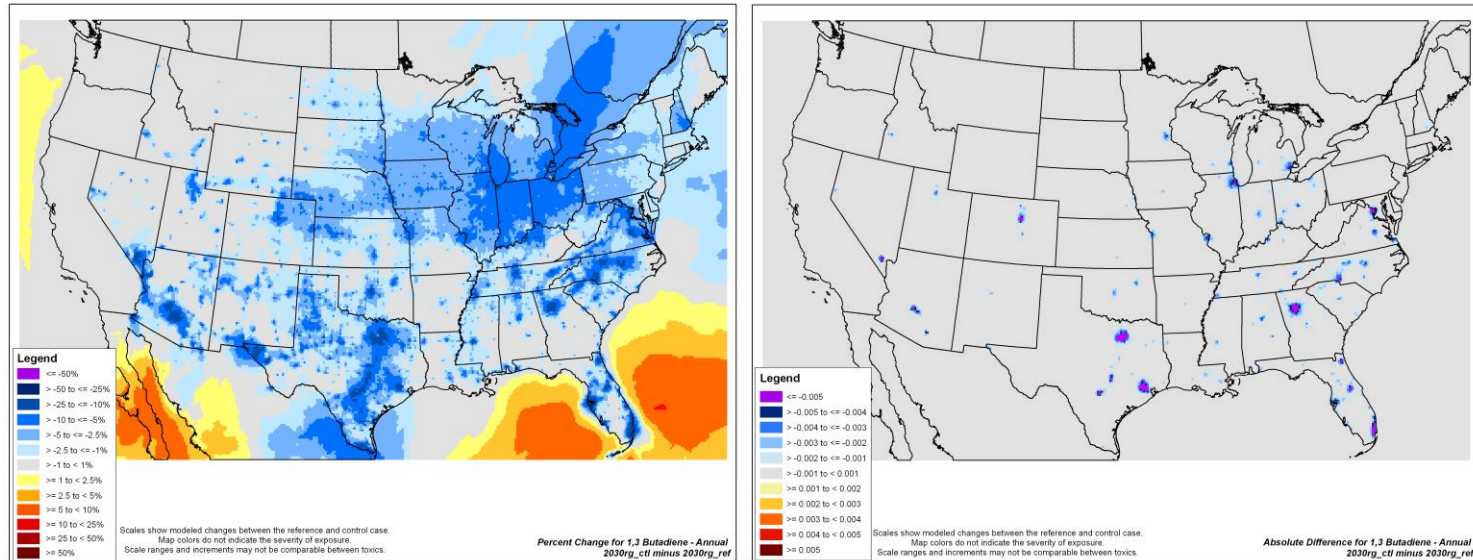 Legend
<= -50%
> -50 to <= -25%
> -25 to <= -10%
> -10 to <= -5%
> -5 to <= -2.5%
> -2.5 to <= -1%
> -1 to < 1%
>= 1 to < 2.5%
>= 2.5 to < 5%
>= 5 to < 10%
>= 10 to < 25%
>= 25 to < 50%
>= 50%
Scales show modeled changes between the reference and control case.
Map colors do not indicate the severity of exposure.
Scale ranges and increments may not be comparable between toxics.
Percent Change for 1,3 Butadiene - Annual
2030rg_ctl minus 2030rg_ref
Legend
<= -0.005
> -0.005 to <= -0.004
> -0.004 to <= -0.003
> -0.003 to <= -0.002
> -0.002 to <= -0.001
> -0.001 to < 0.001
>= 0.001 to < 0.002
>= 0.002 to < 0.003
>= 0.003 to < 0.004
>= 0.004 to < 0.005
>= 0.005
Scales show modeled changes between the reference and control case.
Map colors do not indicate the severity of exposure.
Scale ranges and increments may not be comparable between toxics.
Absolute Difference for 1,3 Butadiene - Annual
2030rg_ctl minus 2030rg_ref